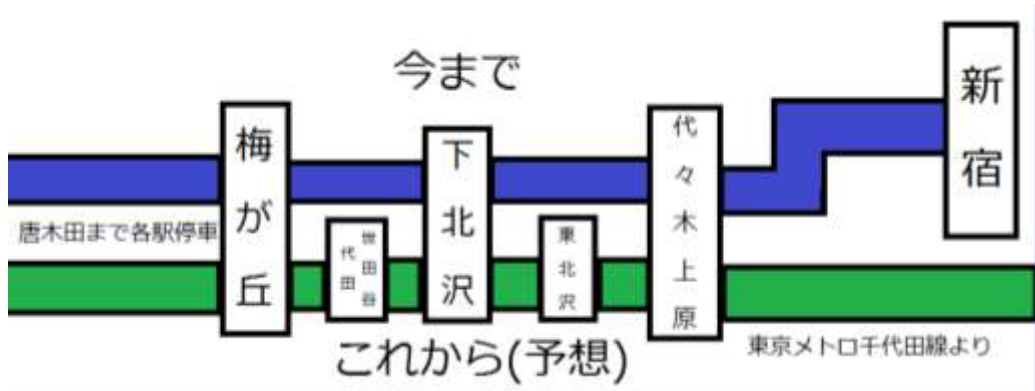 今まで
新宿
代々木上原
下北沢
梅が丘
唐木田まで各駅停車
世田谷
代田
東北沢
東京メトロ千代田線より
これから(予想)